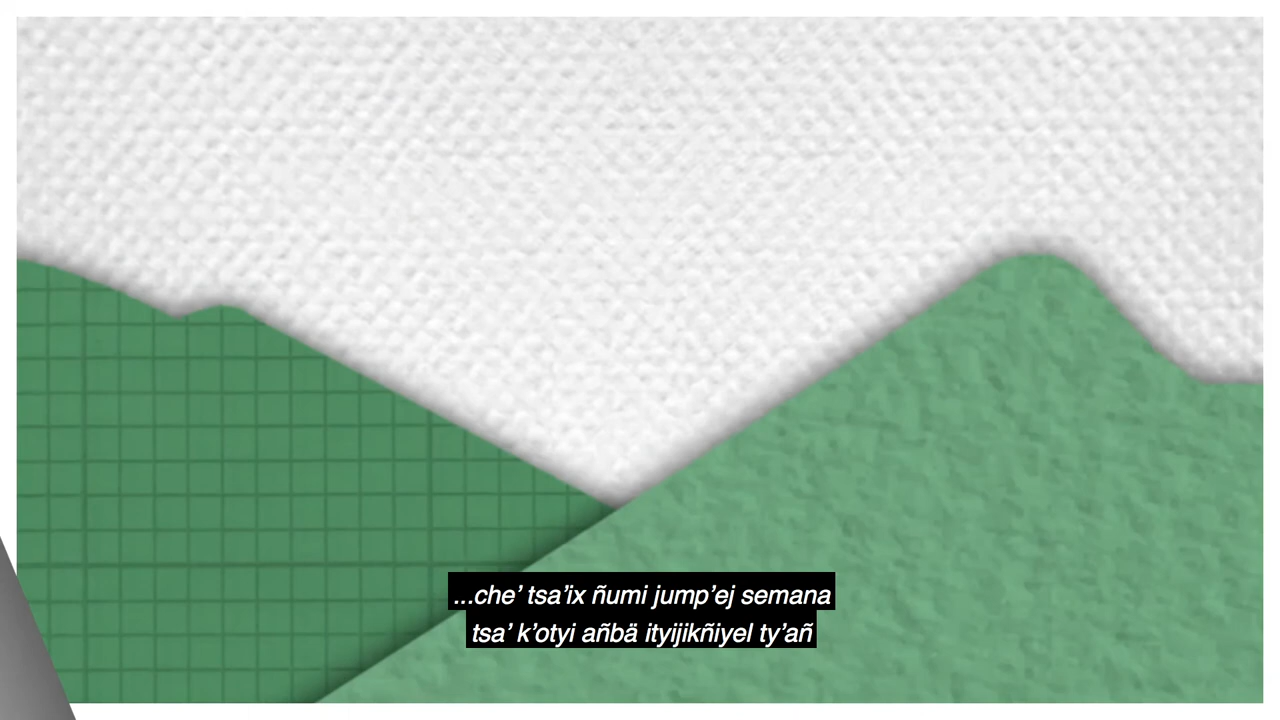 ...che’ tsa’ix ñumi jump’ej semana
tsa’ k’otyi añbä ityijikñiyel ty’añ